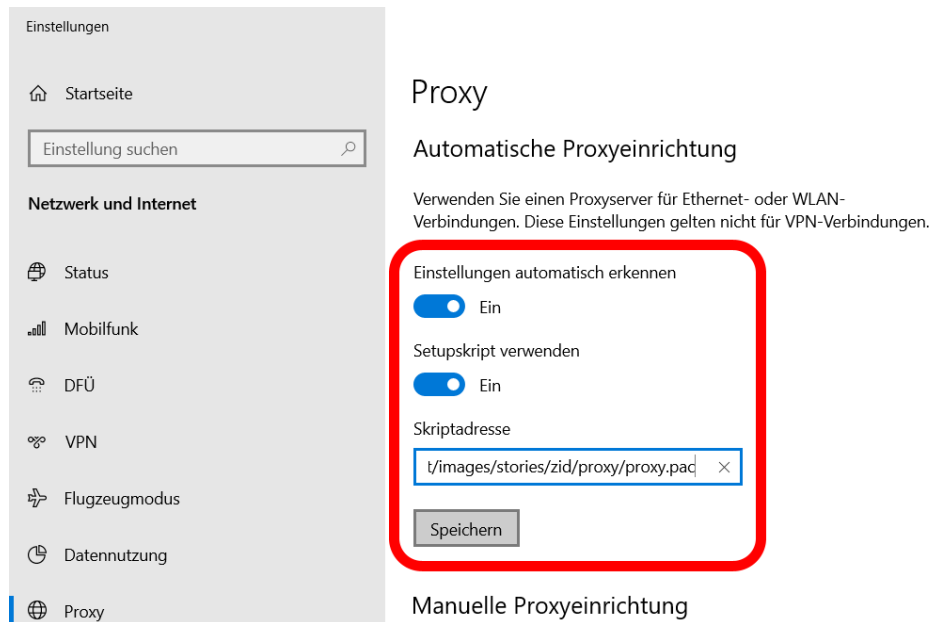 Einstellungen
Startseite
Einstellung suchen
Netzwerk und Internet
Status
Mobilfunk
DFÜ
VPN
Flugzeugmodus
Datennutzung
Proxy
Proxy
Automatische Proxyeinrichtung
Verwenden Sie einen Proxyserver für Ethernet- oder WLAN-
Verbindungen. Diese Einstellungen gelten nicht für VPN-Verbindungen.
Einstellungen automatisch erkennen
Ein
Setupskript verwenden
Ein
Skriptadresse
t/images/stories/zid/proxy/proxy.pac
Speichern
Manuelle Proxyeinrichtung